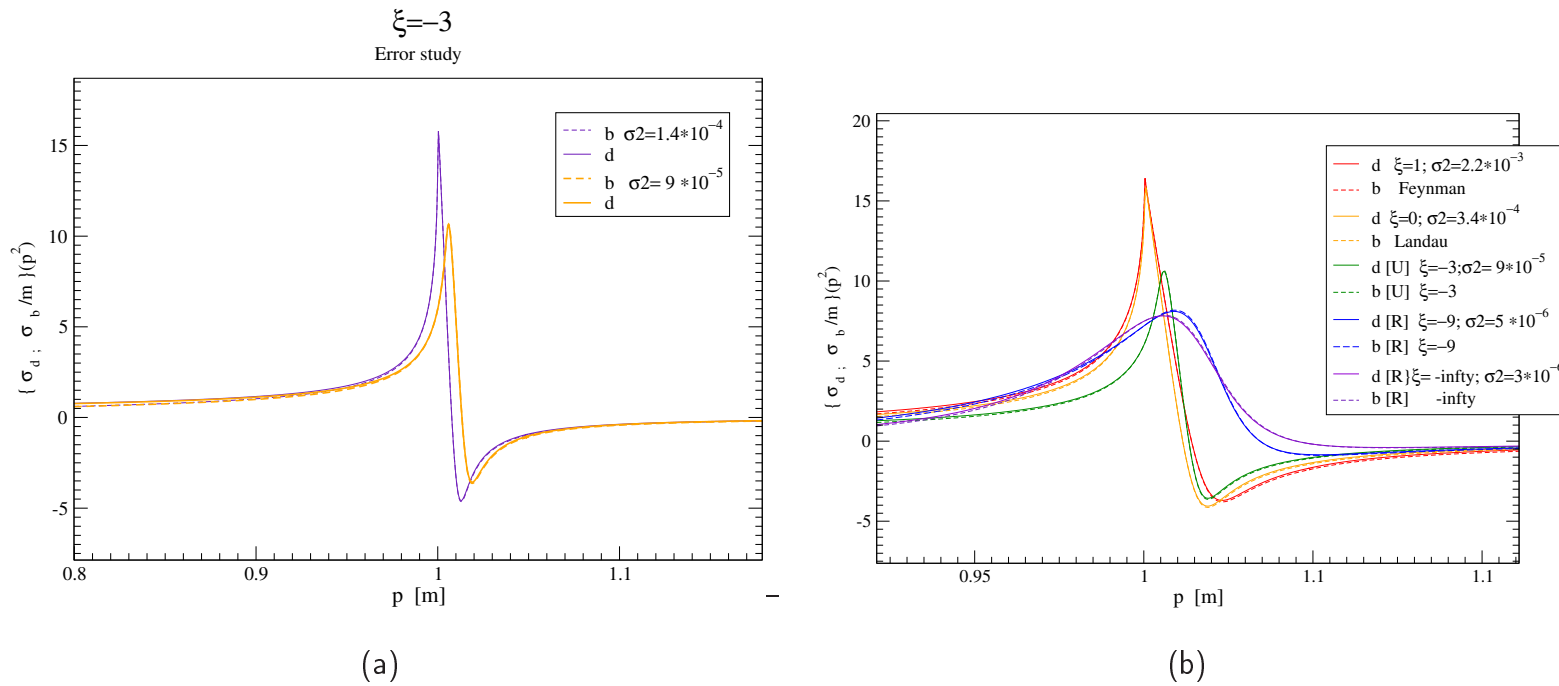 ξ=−3
Error study
{ σ_d ; σ_b /m }(p^2)
15
10
5
0
-5
0.8
0.9
1
1.1
p [m]
b σ2=1.4*10^−4
d
b σ2= 9 *10^−5
d
(a)
{ σ_d ; σ_b /m }(p^2)
20
15
10
5
0
-5
0.95
1
1.1
1.1
p [m]
d ξ=1; σ2=2.2*10^−3
b Feynman
d ξ=0; σ2=3.4*10^−4
b Landau
d [U] ξ=−3;σ2= 9*10^−5
b [U] ξ=−3
d [R] ξ=−9; σ2=5 *10^−6
b [R] ξ=−9
d [R}ξ= -infty; σ2=3*10^−6
b [R] -infty
(b)